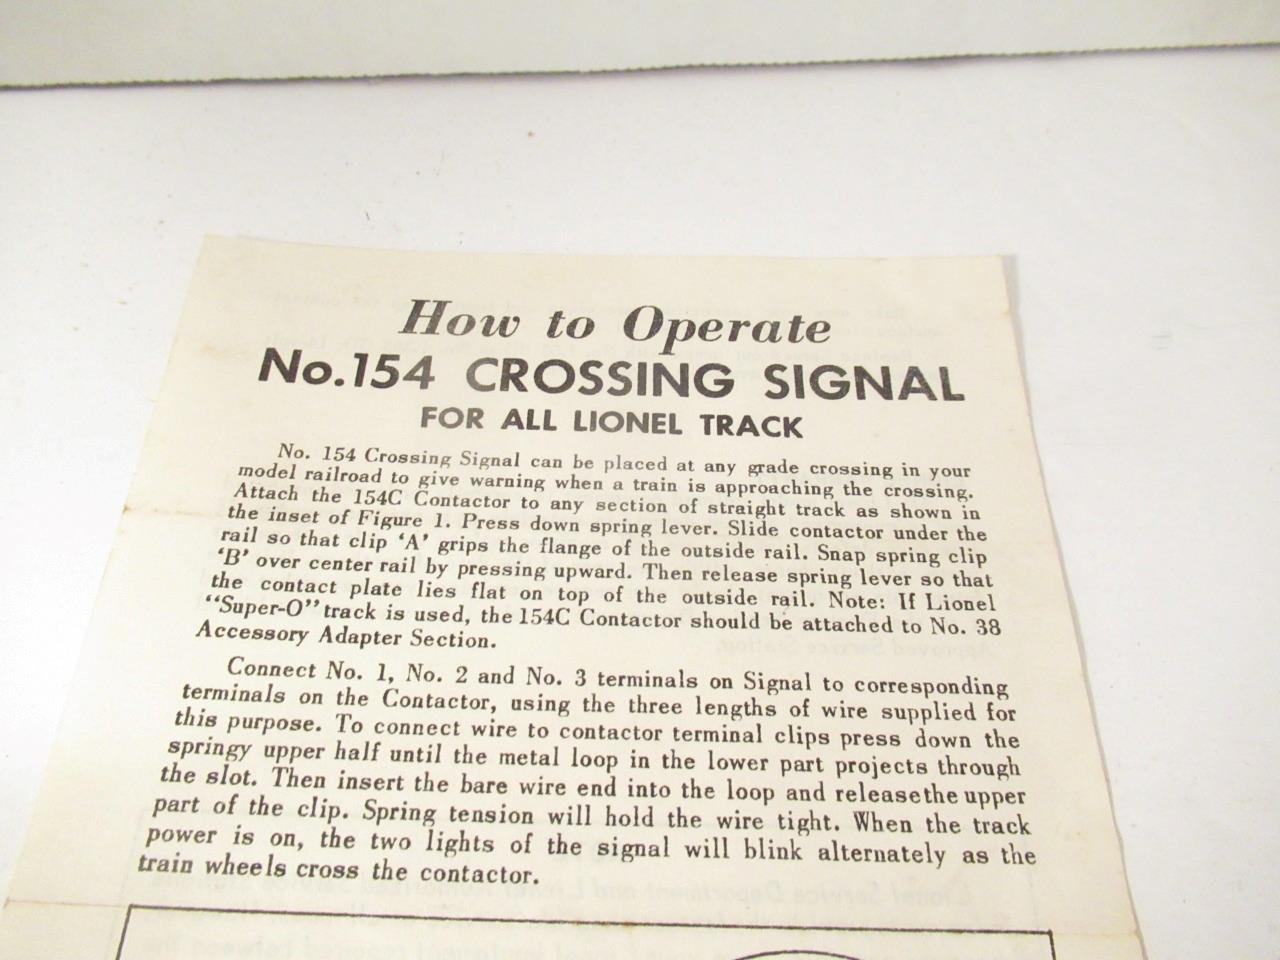 How to Operate
No.154 CROSSING SIGNAL
FOR ALL LIONEL TRACK
No. 154 Crossing Signal can be placed at any grade crossing in your
model railroad to give warning when a train is approaching the crossing.
Attach the 154C Contactor to any section of straight track as shown in
the inset of Figure 1. Press down spring lever. Slide contactor under the
rail so that clip ‘A’ grips the flange of the outside rail. Snap spring clip
‘B’ over center rail by pressing upward. Then release spring lever so that
the contact plate lies flat on top of the outside rail. Note: If Lionel
“Super-O” track is used, the 154C Contactor should be attached to No. 38
Accessory Adapter Section.
Connect No. 1, No. 2 and No. 3 terminals on Signal to corresponding
terminals on the Contactor, using the three lengths of wire supplied for
this purpose. To connect wire to contactor terminal clips press down the
springy upper half until the metal loop in the lower part projects through
the slot. Then insert the bare wire end into the loop and release the upper
part of the clip. Spring tension will hold the wire tight. When the track
power is on, the two lights of the signal will blink alternately as the
train wheels cross the contactor.